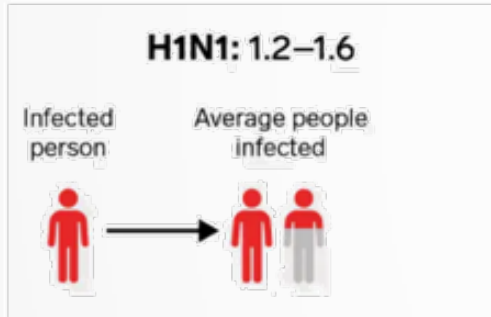 H1N1: 1.2–1.6
Infected
person
Average people
infected